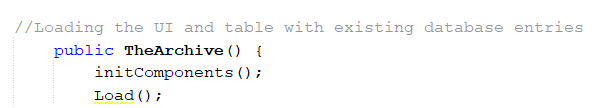 //Loading the UI and table with existing database entries
public TheArchive() {
initComponents();
Load();